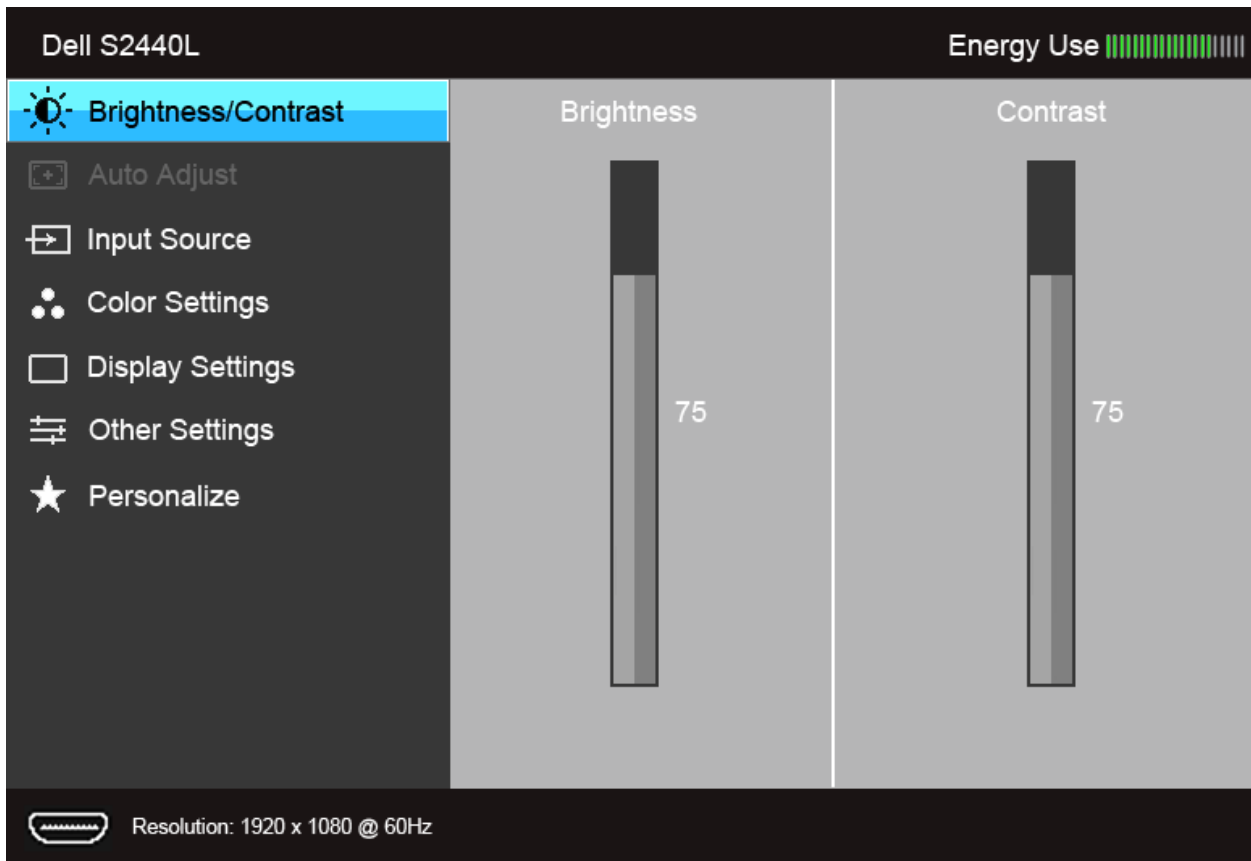 Dell S2440L
Energy Use
Brightness/Contrast
Auto Adjust
Input Source
Color Settings
Display Settings
Other Settings
Personalize
Brightness
75
Contrast
75
Resolution: 1920 x 1080 @ 60Hz